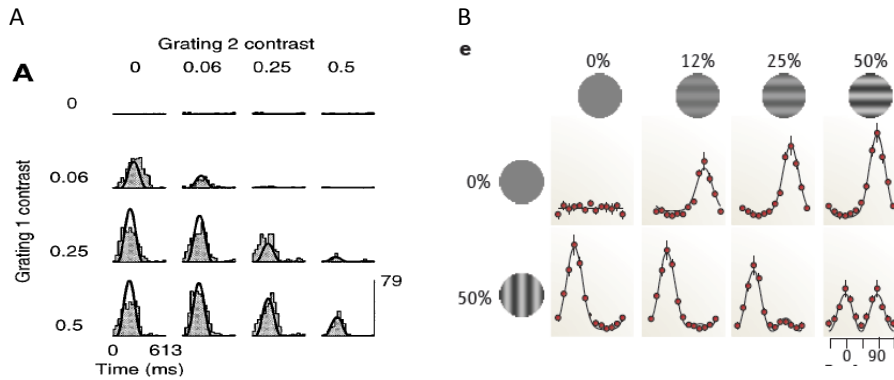 A
Grating 2 contrast
A
0 0.06 0.25 0.5
Grating 1 contrast
0
0.06
0.25
0.5
79
0 613
Time (ms)
B
e
0% 12% 25% 50%
0%
50%
0 90